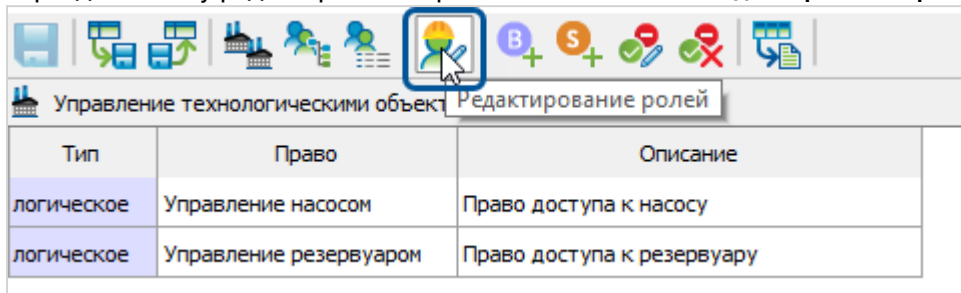 B S
Управление технологическими объект
Редактирование ролей
Тип Право Описание
логическое Управление насосом Право доступа к насосу
логическое Управление резервуаром Право доступа к резервуару